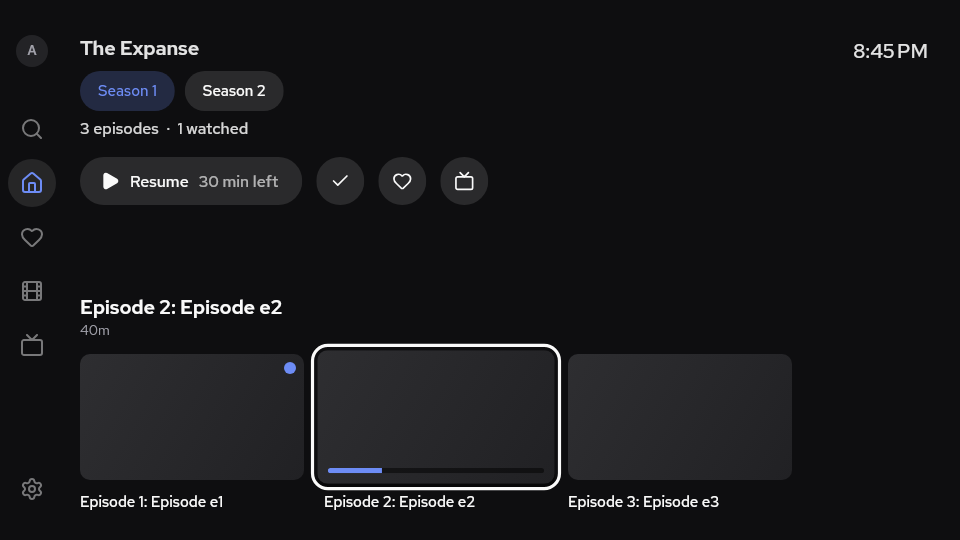 A
The Expanse
8:45 PM
Season 1
Season 2
3 episodes · 1 watched
Resume 30 min left
Episode 2: Episode e2
40m
Episode 1: Episode e1
Episode 2: Episode e2
Episode 3: Episode e3